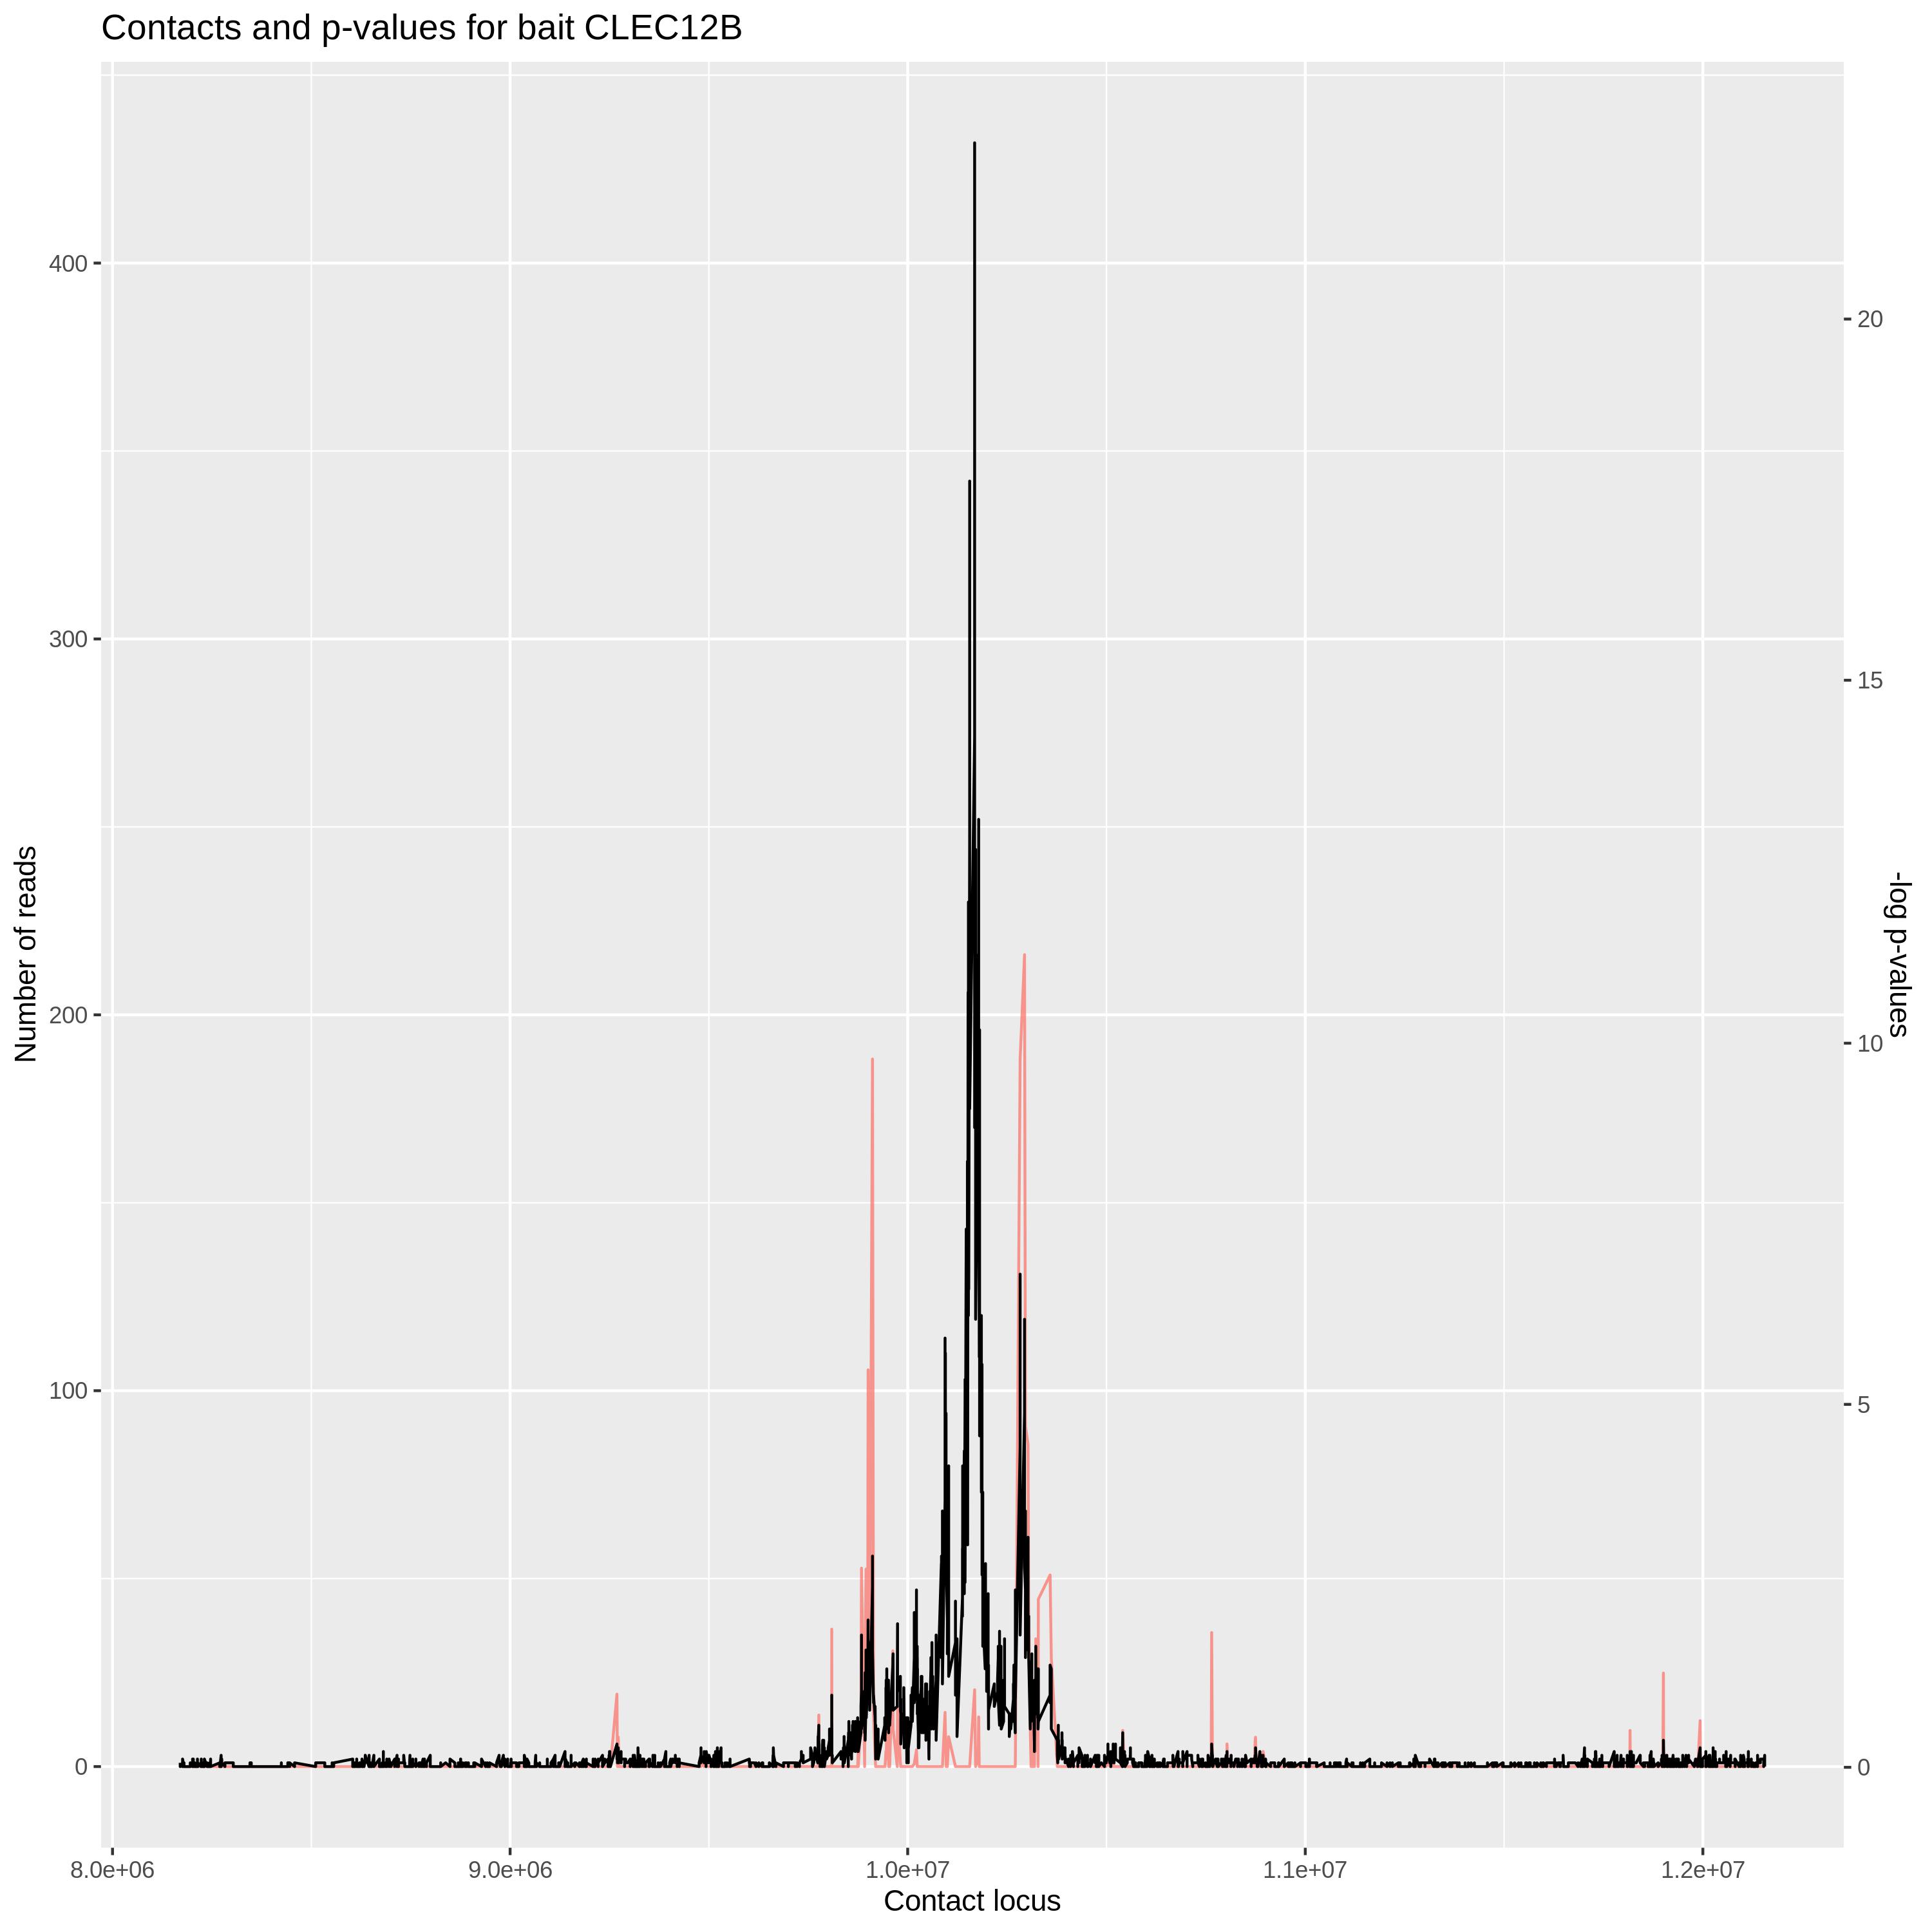 Contacts and p-values for bait CLEC12B
400
300
200
100
0
Number of reads
20
15
10
5
0
-log p-values
8.0e+06 9.0e+06 1.0e+07 1.1e+07 1.2e+07
Contact locus